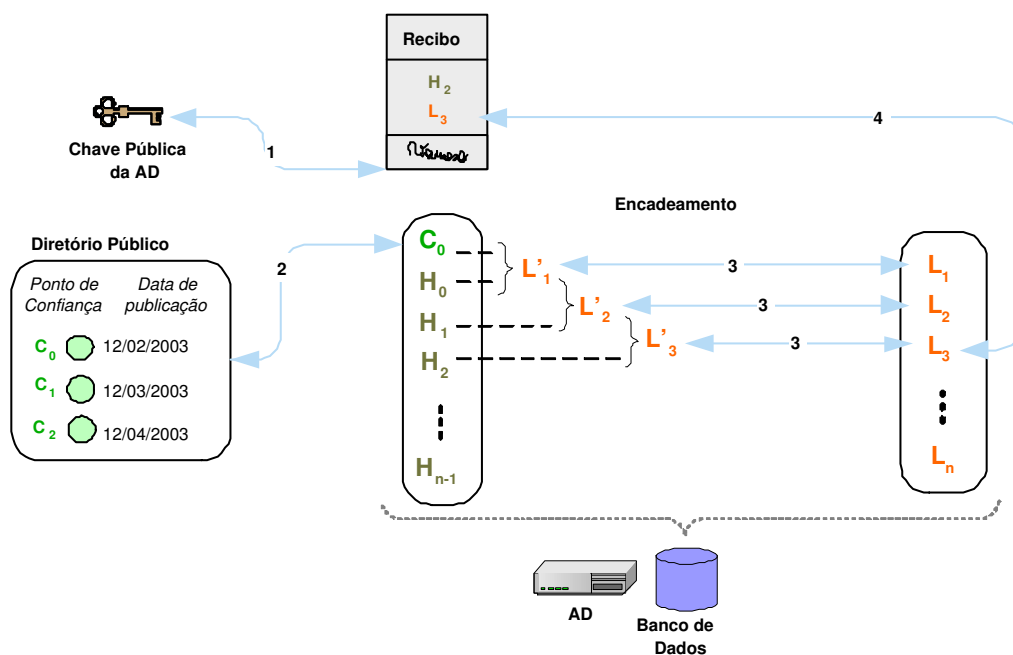 Recibo
H2
L3
Chave Pública
da AD
1
4
Encadeamento
Diretório Público
Ponto de
Confiança
Data de
publicação
C0 12/02/2003
C1 12/03/2003
C2 12/04/2003
2
C0
H0
H1
H2
Hn-1
L'1
L'2
L'3
3
3
3
L1
L2
L3
Ln
AD
Banco de
Dados